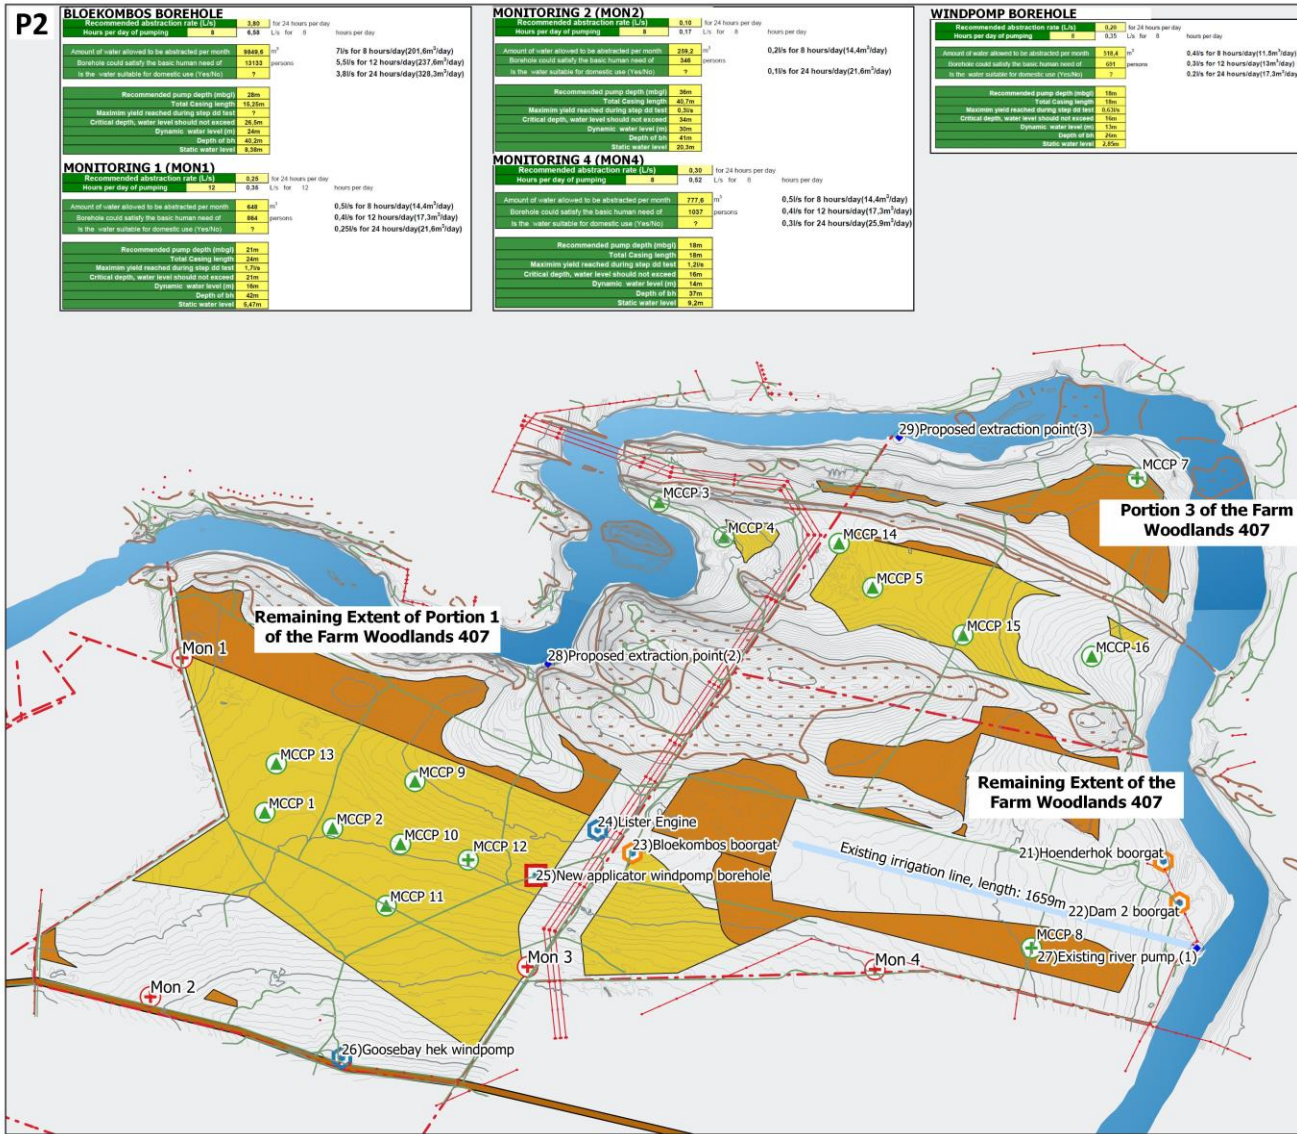 P2
BLOEKOMBOS BOREHOLE
Recommended abstraction rate (L/s) 3,80 for 24 hours per day
Hours per day of pumping 8 6,58 L/s for 8 hours per day
Amount of water allowed to be abstracted per month 9849,6 m³ 7l/s for 8 hours/day(201,6m³/day)
Borehole could satisfy the basic human need of 13133 persons 5,5l/s for 12 hours/day(237,6m³/day)
Is the water suitable for domestic use (Yes/No) ? 3,8l/s for 24 hours/day(328,3m³/day)
Recommended pump depth (mbgl) 28m
Total Casing length 15,25m
Maximim yield reached during step dd test ?
Critical depth, water level should not exceed 26,5m
Dynamic water level (m) 24m
Depth of bh 40,2m
Static water level 8,38m
MONITORING 1 (MON1)
Recommended abstraction rate (L/s) 0,25 for 24 hours per day
Hours per day of pumping 12 0,35 L/s for 12 hours per day
Amount of water allowed to be abstracted per month 648 m³ 0,5l/s for 8 hours/day(14,4m³/day)
Borehole could satisfy the basic human need of 864 persons 0,4l/s for 12 hours/day(17,3m³/day)
Is the water suitable for domestic use (Yes/No) ? 0,25l/s for 24 hours/day(21,6m³/day)
Recommended pump depth (mbgl) 21m
Total Casing length 24m
Maximim yield reached during step dd test 1,7l/s
Critical depth, water level should not exceed 21m
Dynamic water level (m) 16m
Depth of bh 42m
Static water level 5,47m
MONITORING 2 (MON2)
Recommended abstraction rate (L/s) 0,10 for 24 hours per day
Hours per day of pumping 8 0,17 L/s for 8 hours per day
Amount of water allowed to be abstracted per month 259,2 m³ 0,2l/s for 8 hours/day(14,4m³/day)
Borehole could satisfy the basic human need of 346 persons
Is the water suitable for domestic use (Yes/No) ? 0,1l/s for 24 hours/day(21,6m³/day)
Recommended pump depth (mbgl) 36m
Total Casing length 40,7m
Maximim yield reached during step dd test 0,3l/s
Critical depth, water level should not exceed 34m
Dynamic water level (m) 30m
Depth of bh 41m
Static water level 20,3m
MONITORING 4 (MON4)
Recommended abstraction rate (L/s) 0,30 for 24 hours per day
Hours per day of pumping 8 0,52 L/s for 8 hours per day
Amount of water allowed to be abstracted per month 777,6 m³ 0,5l/s for 8 hours/day(14,4m³/day)
Borehole could satisfy the basic human need of 1037 persons 0,4l/s for 12 hours/day(17,3m³/day)
Is the water suitable for domestic use (Yes/No) ? 0,3l/s for 24 hours/day(25,9m³/day)
Recommended pump depth (mbgl) 18m
Total Casing length 18m
Maximim yield reached during step dd test 1,2l/s
Critical depth, water level should not exceed 16m
Dynamic water level (m) 14m
Depth of bh 37m
Static water level 9,2m
WINDPOMP BOREHOLE
Recommended abstraction rate (L/s) 0,20 for 24 hours per day
Hours per day of pumping 8 0,35 L/s for 8 hours per day
Amount of water allowed to be abstracted per month 518,4 m³ 0,4l/s for 8 hours/day(11,5m³/day)
Borehole could satisfy the basic human need of 691 persons 0,3l/s for 12 hours/day(13m³/day)
Is the water suitable for domestic use (Yes/No) ? 0,2l/s for 24 hours/day(17,3m³/day)
Recommended pump depth (mbgl) 18m
Total Casing length 18m
Maximim yield reached during step dd test 0,63l/s
Critical depth, water level should not exceed 16m
Dynamic water level (m) 13m
Depth of bh 26m
Static water level 2,85m
29)Proposed extraction point(3)
MCCP 7
MCCP 3
Portion 3 of the Farm
Woodlands 407
MCCP 4
MCCP 14
MCCP 5
Remaining Extent of Portion 1
of the Farm Woodlands 407
MCCP 15
Mon 1
28)Proposed extraction point(2)
MCCP 16
MCCP 13
MCCP 9
Remaining Extent of the
Farm Woodlands 407
MCCP 1
MCCP 2
24)Lister Engine
MCCP 10
23)Bloekombos boorgat
MCCP 12
21)Hoenderhok boorgat
Existing irrigation line, length: 1659m
25)New applicator windpomp borehole
MCCP 11
22)Dam 2 boorgat
MCCP 8
27)Existing river pump (1)
Mon 3
Mon 4
Mon 2
26)Goosebay hek windpomp